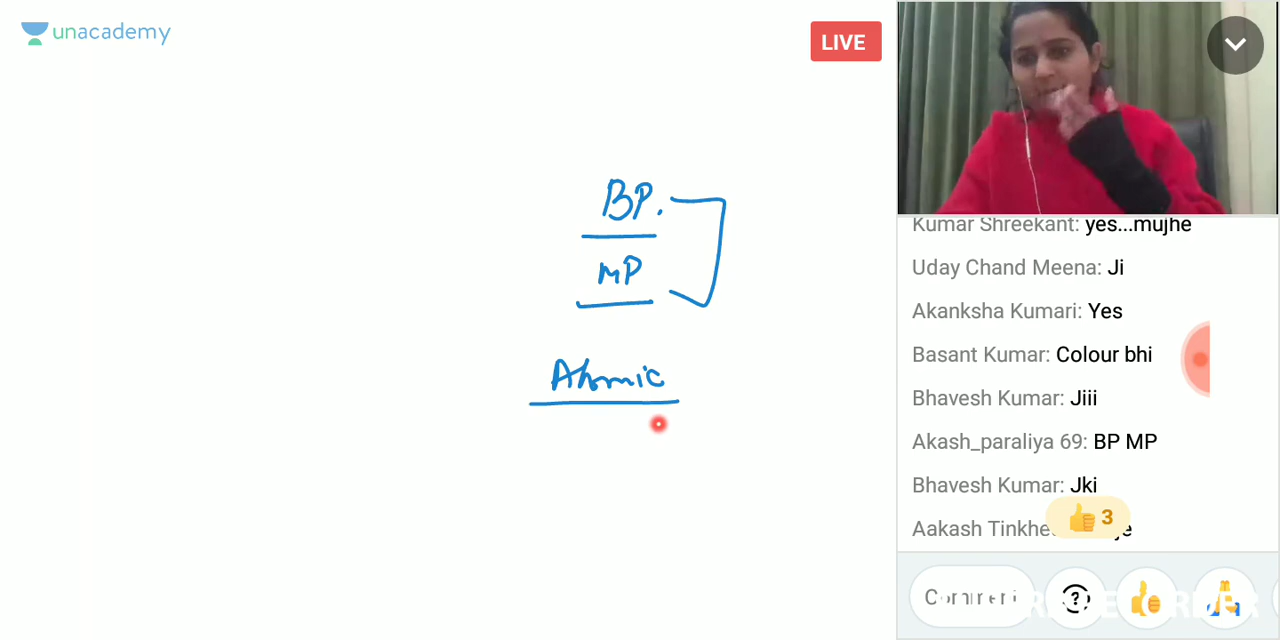 unacademy
LIVE
BP.
MP
Atomic
Kumar Shreekant: yes...mujhe
Uday Chand Meena: Ji
Akanksha Kumari: Yes
Basant Kumar: Colour bhi
Bhavesh Kumar: Jiii
Akash_paraliya 69: BP MP
Bhavesh Kumar: Jki
Aakash
3